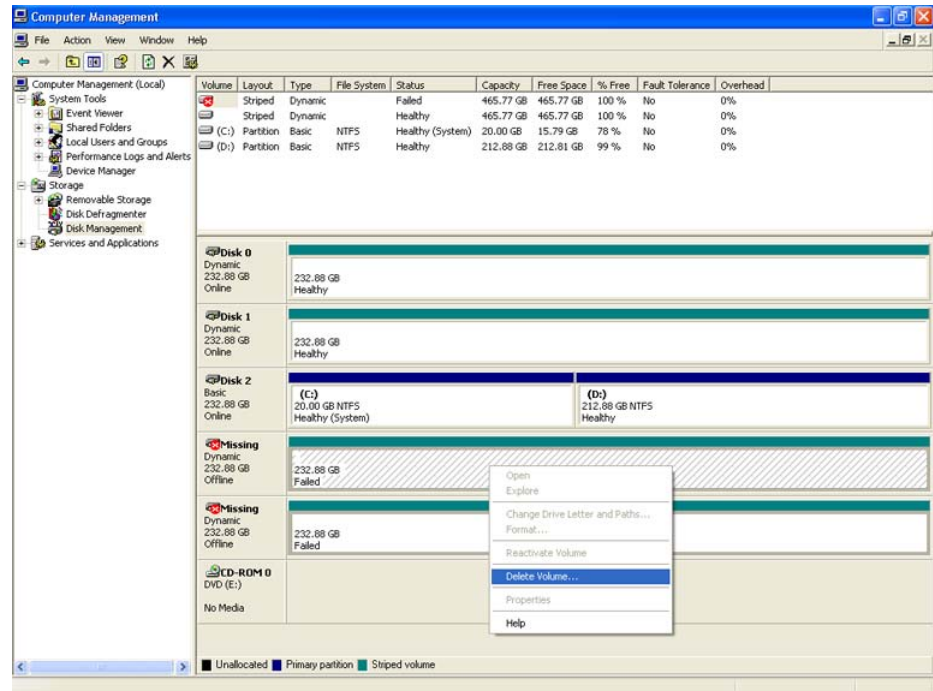 Computer Management
File Action View Window Help
Computer Management (Local)
System Tools
Event Viewer
Shared Folders
Local Users and Groups
Performance Logs and Alerts
Device Manager
Storage
Removable Storage
Disk Defragmenter
Disk Management
Services and Applications
Volume Layout Type File System Status Capacity Free Space % Free Fault Tolerance Overhead
Striped Dynamic Failed 465.77 GB 465.77 GB 100 % No 0%
Striped Dynamic Healthy 465.77 GB 465.77 GB 100 % No 0%
(C:) Partition Basic NTFS Healthy (System) 20.00 GB 15.79 GB 78 % No 0%
(D:) Partition Basic NTFS Healthy 212.88 GB 212.81 GB 99 % No 0%
Disk 0
Dynamic
232.88 GB
Online
232.88 GB
Healthy
Disk 1
Dynamic
232.88 GB
Online
232.88 GB
Healthy
Disk 2
Basic
232.88 GB
Online
(C:)
20.00 GB NTFS
Healthy (System)
(D:)
212.88 GB NTFS
Healthy
Missing
Dynamic
232.88 GB
Offline
232.88 GB
Failed
Missing
Dynamic
232.88 GB
Offline
232.88 GB
Failed
CD-ROM 0
DVD (E:)
No Media
Open
Explore
Change Drive Letter and Paths...
Format...
Reactivate Volume
Delete Volume...
Properties
Help
Unallocated Primary partition Striped volume